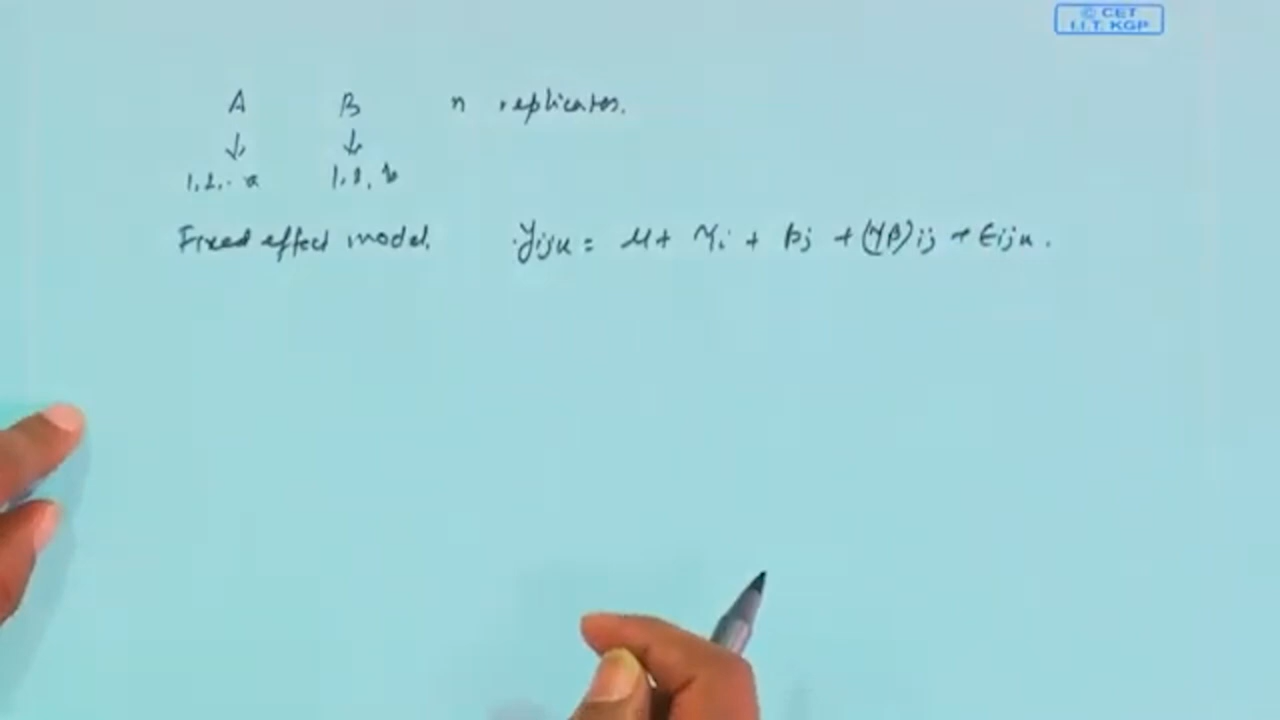 © CET
I.I.T. KGP
A B n replicates.
↓ ↓
1,2,.. a 1,2, b
Fixed effect model. yijk = μ + τi + βj + (τβ)ij + εijk.